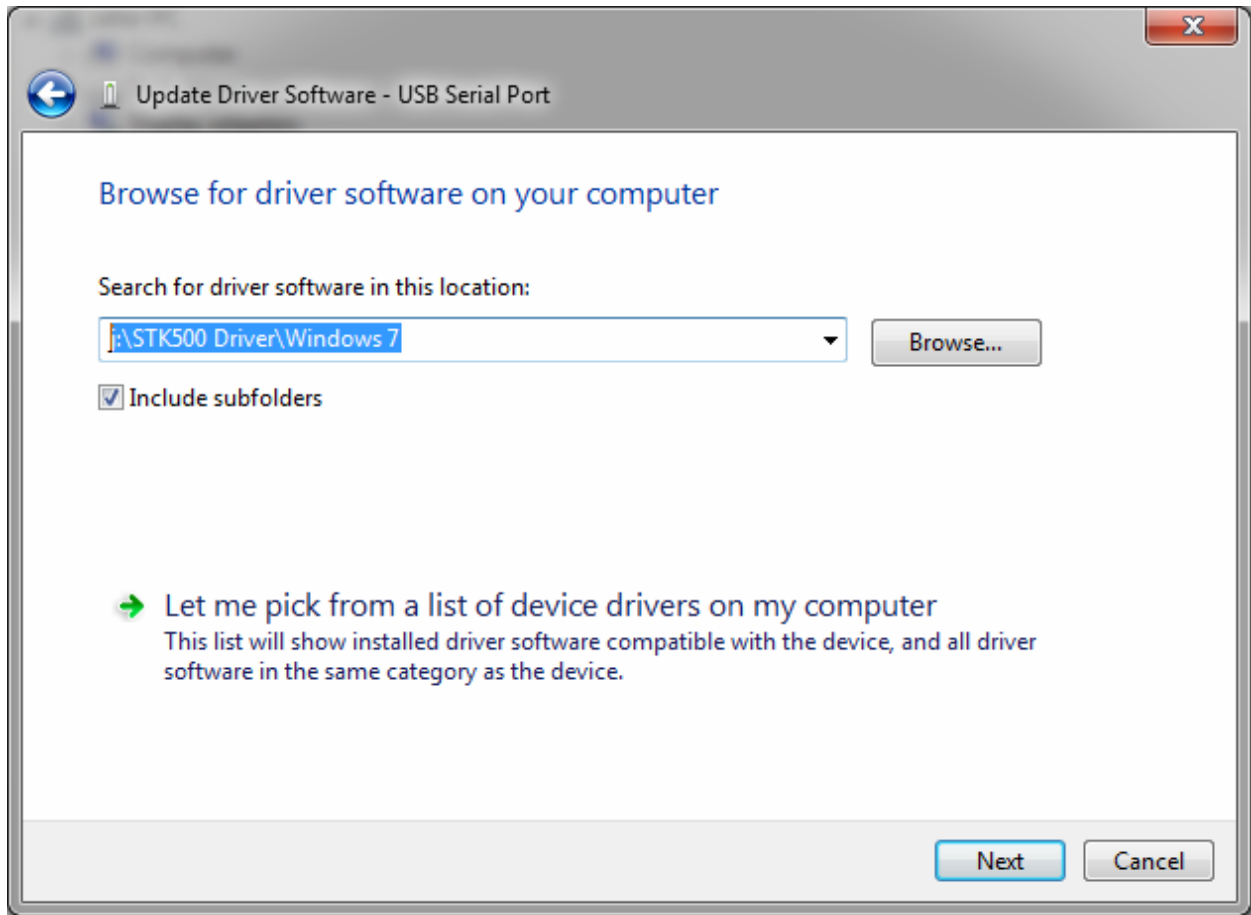 Update Driver Software - USB Serial Port
Browse for driver software on your computer
Search for driver software in this location:
j:\STK500 Driver\Windows 7
Browse...
Include subfolders
Let me pick from a list of device drivers on my computer
This list will show installed driver software compatible with the device, and all driver
software in the same category as the device.
Next
Cancel